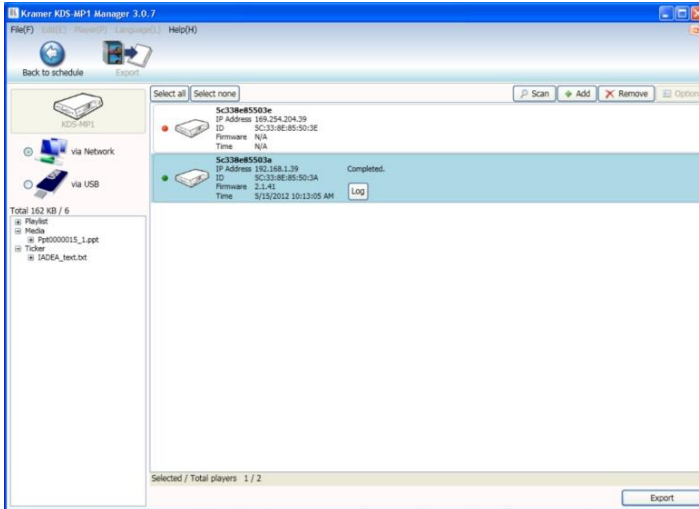 Kramer KDS-MP1 Manager 3.0.7
File(F) Edit(E) Player(P) Language(L) Help(H)
Back to schedule Export
KDS-MP1
via Network
via USB
Total 162 KB / 6
Playlist
Media
Ppt0000015_1.ppt
Ticker
IADEA_text.txt
Select all Select none Scan Add Remove Option
5c338e85503e
IP Address 169.254.204.39
ID 5C:33:8E:85:50:3E
Firmware N/A
Time N/A
5c338e85503a
IP Address 192.168.1.39 Completed.
ID 5C:33:8E:85:50:3A
Firmware 2.1.41 Log
Time 5/15/2012 10:13:05 AM
Selected / Total players 1 / 2
Export